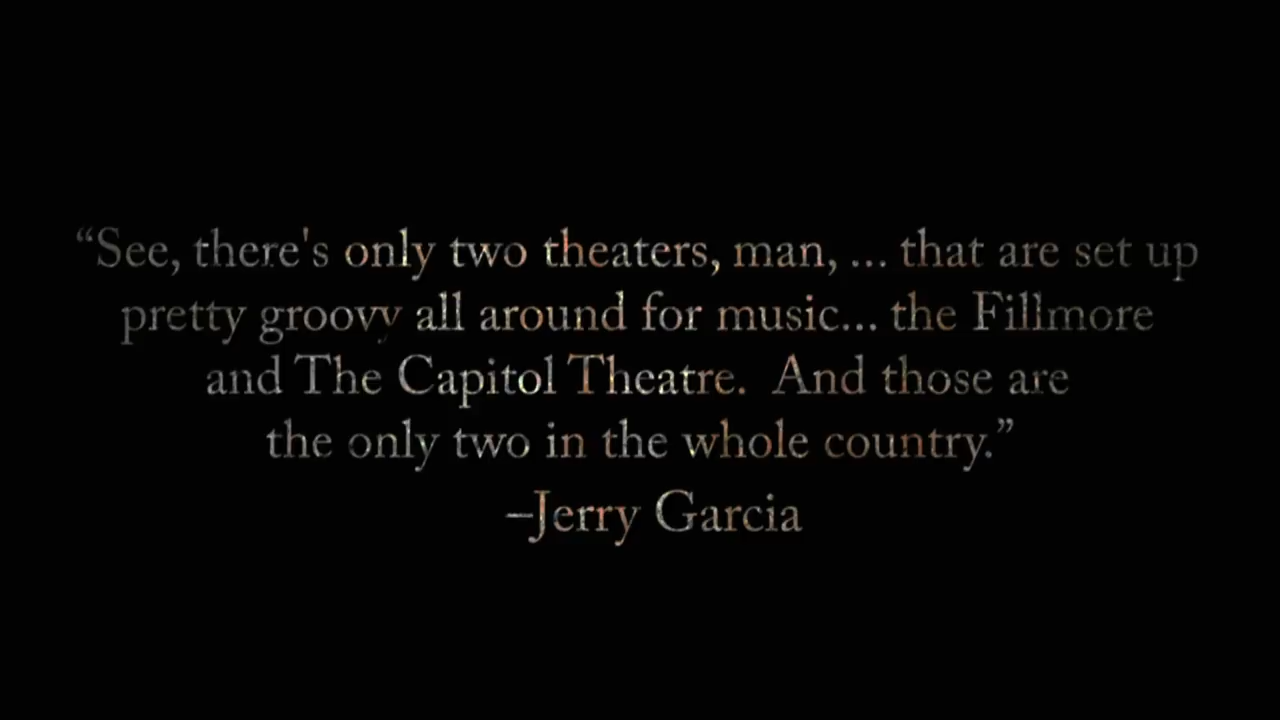 “See, there's only two theaters, man, ... that are set up
pretty groovy all around for music... the Fillmore
and The Capitol Theatre.  And those are
the only two in the whole country.”
–Jerry Garcia